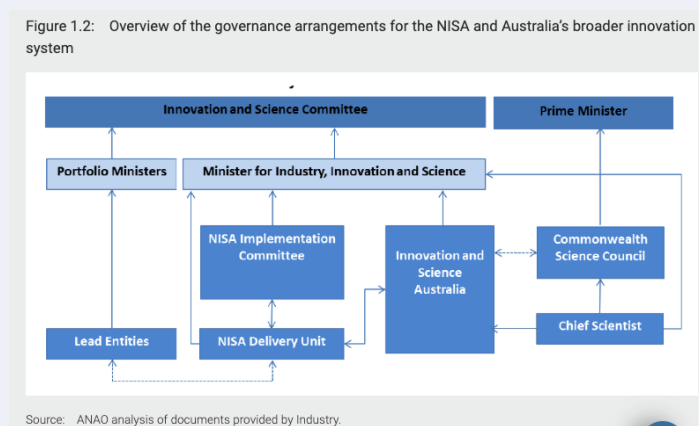 Figure 1.2: Overview of the governance arrangements for the NISA and Australia's broader innovation
system
Innovation and Science Committee
Prime Minister
Portfolio Ministers
Minister for Industry, Innovation and Science
NISA Implementation
Committee
Innovation and
Science
Australia
Commonwealth
Science Council
Lead Entities
NISA Delivery Unit
Chief Scientist
Source: ANAO analysis of documents provided by Industry.